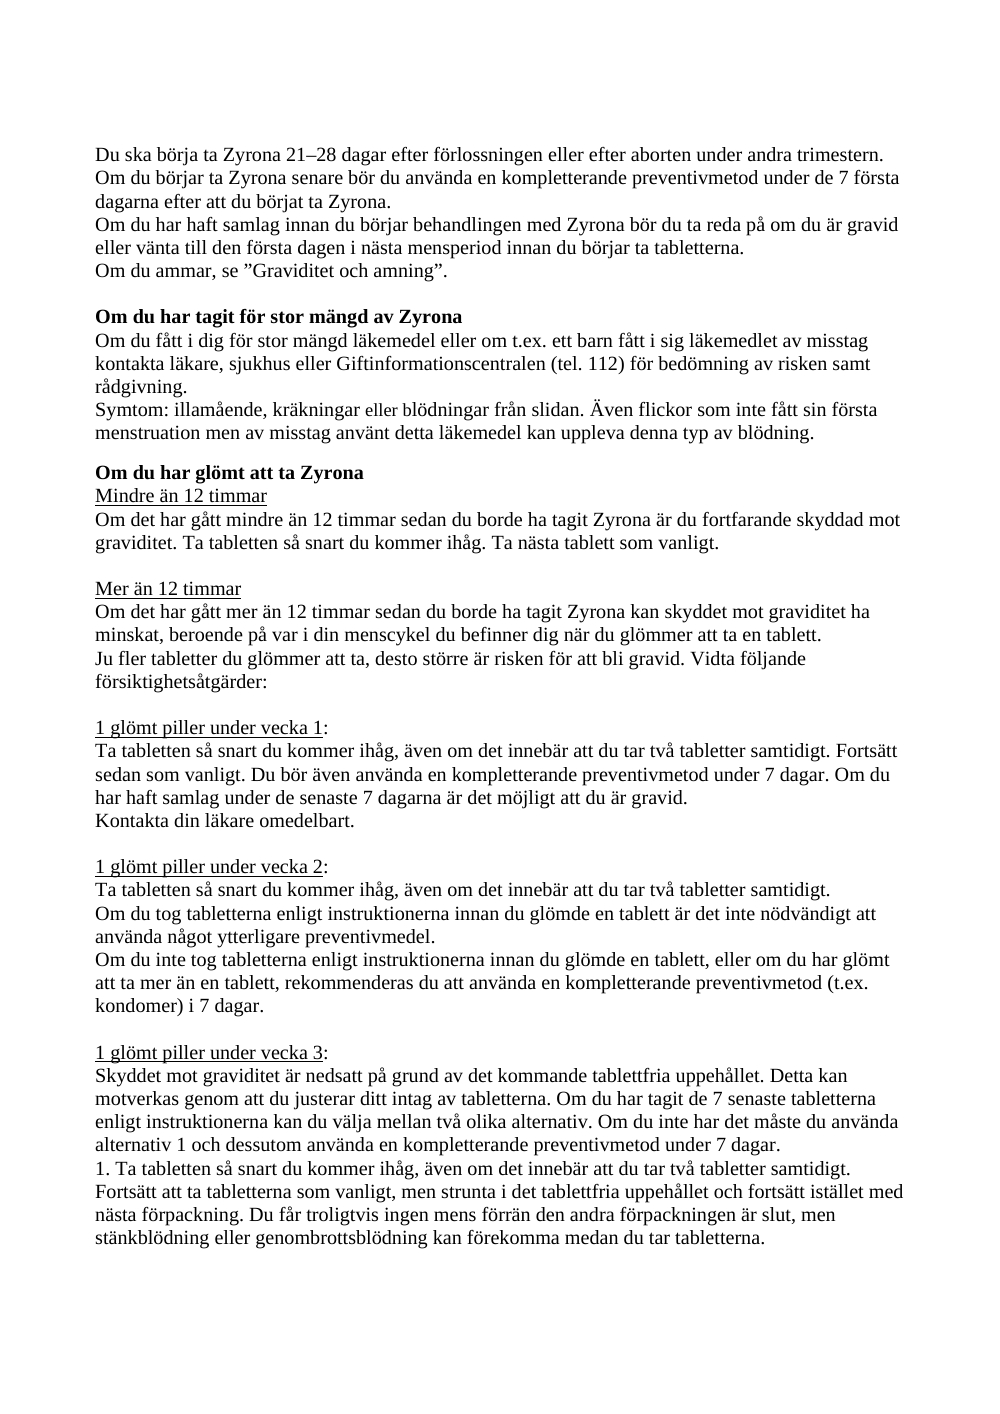 Du ska börja ta Zyrona 21–28 dagar efter förlossningen eller efter aborten under andra trimestern.
Om du börjar ta Zyrona senare bör du använda en kompletterande preventivmetod under de 7 första
dagarna efter att du börjat ta Zyrona.
Om du har haft samlag innan du börjar behandlingen med Zyrona bör du ta reda på om du är gravid
eller vänta till den första dagen i nästa mensperiod innan du börjar ta tabletterna.
Om du ammar, se ”Graviditet och amning”.
Om du har tagit för stor mängd av Zyrona
Om du fått i dig för stor mängd läkemedel eller om t.ex. ett barn fått i sig läkemedlet av misstag
kontakta läkare, sjukhus eller Giftinformationscentralen (tel. 112) för bedömning av risken samt
rådgivning.
Symtom: illamående, kräkningar eller blödningar från slidan. Även flickor som inte fått sin första
menstruation men av misstag använt detta läkemedel kan uppleva denna typ av blödning.
Om du har glömt att ta Zyrona
Mindre än 12 timmar
Om det har gått mindre än 12 timmar sedan du borde ha tagit Zyrona är du fortfarande skyddad mot
graviditet. Ta tabletten så snart du kommer ihåg. Ta nästa tablett som vanligt.
Mer än 12 timmar
Om det har gått mer än 12 timmar sedan du borde ha tagit Zyrona kan skyddet mot graviditet ha
minskat, beroende på var i din menscykel du befinner dig när du glömmer att ta en tablett.
Ju fler tabletter du glömmer att ta, desto större är risken för att bli gravid. Vidta följande
försiktighetsåtgärder:
1 glömt piller under vecka 1:
Ta tabletten så snart du kommer ihåg, även om det innebär att du tar två tabletter samtidigt. Fortsätt
sedan som vanligt. Du bör även använda en kompletterande preventivmetod under 7 dagar. Om du
har haft samlag under de senaste 7 dagarna är det möjligt att du är gravid.
Kontakta din läkare omedelbart.
1 glömt piller under vecka 2:
Ta tabletten så snart du kommer ihåg, även om det innebär att du tar två tabletter samtidigt.
Om du tog tabletterna enligt instruktionerna innan du glömde en tablett är det inte nödvändigt att
använda något ytterligare preventivmedel.
Om du inte tog tabletterna enligt instruktionerna innan du glömde en tablett, eller om du har glömt
att ta mer än en tablett, rekommenderas du att använda en kompletterande preventivmetod (t.ex.
kondomer) i 7 dagar.
1 glömt piller under vecka 3:
Skyddet mot graviditet är nedsatt på grund av det kommande tablettfria uppehållet. Detta kan
motverkas genom att du justerar ditt intag av tabletterna. Om du har tagit de 7 senaste tabletterna
enligt instruktionerna kan du välja mellan två olika alternativ. Om du inte har det måste du använda
alternativ 1 och dessutom använda en kompletterande preventivmetod under 7 dagar.
1. Ta tabletten så snart du kommer ihåg, även om det innebär att du tar två tabletter samtidigt.
Fortsätt att ta tabletterna som vanligt, men strunta i det tablettfria uppehållet och fortsätt istället med
nästa förpackning. Du får troligtvis ingen mens förrän den andra förpackningen är slut, men
stänkblödning eller genombrottsblödning kan förekomma medan du tar tabletterna.